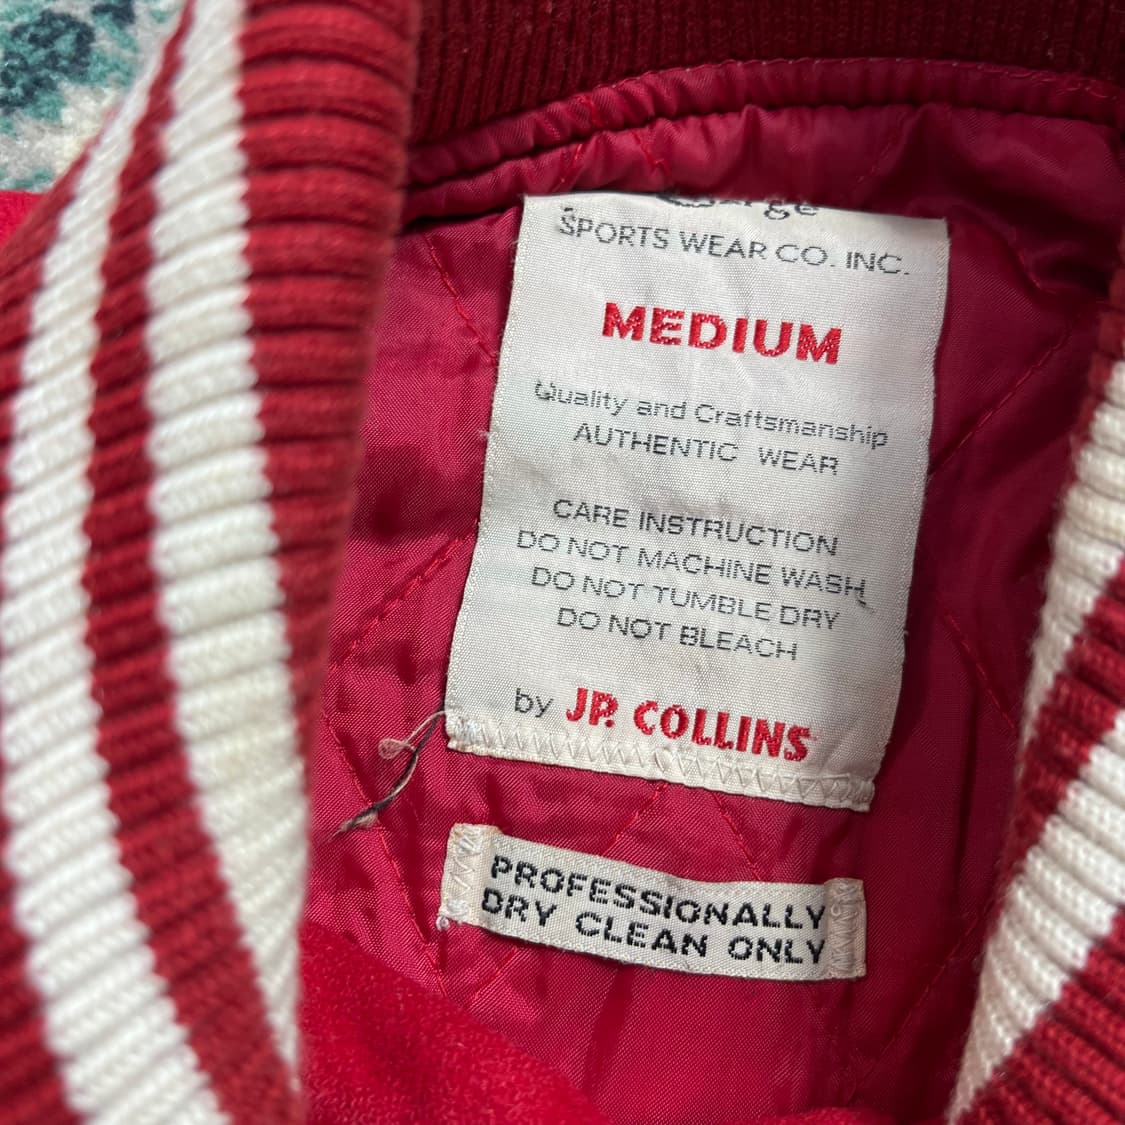 SPORTS WEAR CO. INC.
MEDIUM
Quality and Craftsmanship
AUTHENTIC WEAR
CARE INSTRUCTION
DO NOT MACHINE WASH
DO NOT TUMBLE DRY
DO NOT BLEACH
by JP. COLLINS
PROFESSIONALLY
DRY CLEAN ONLY